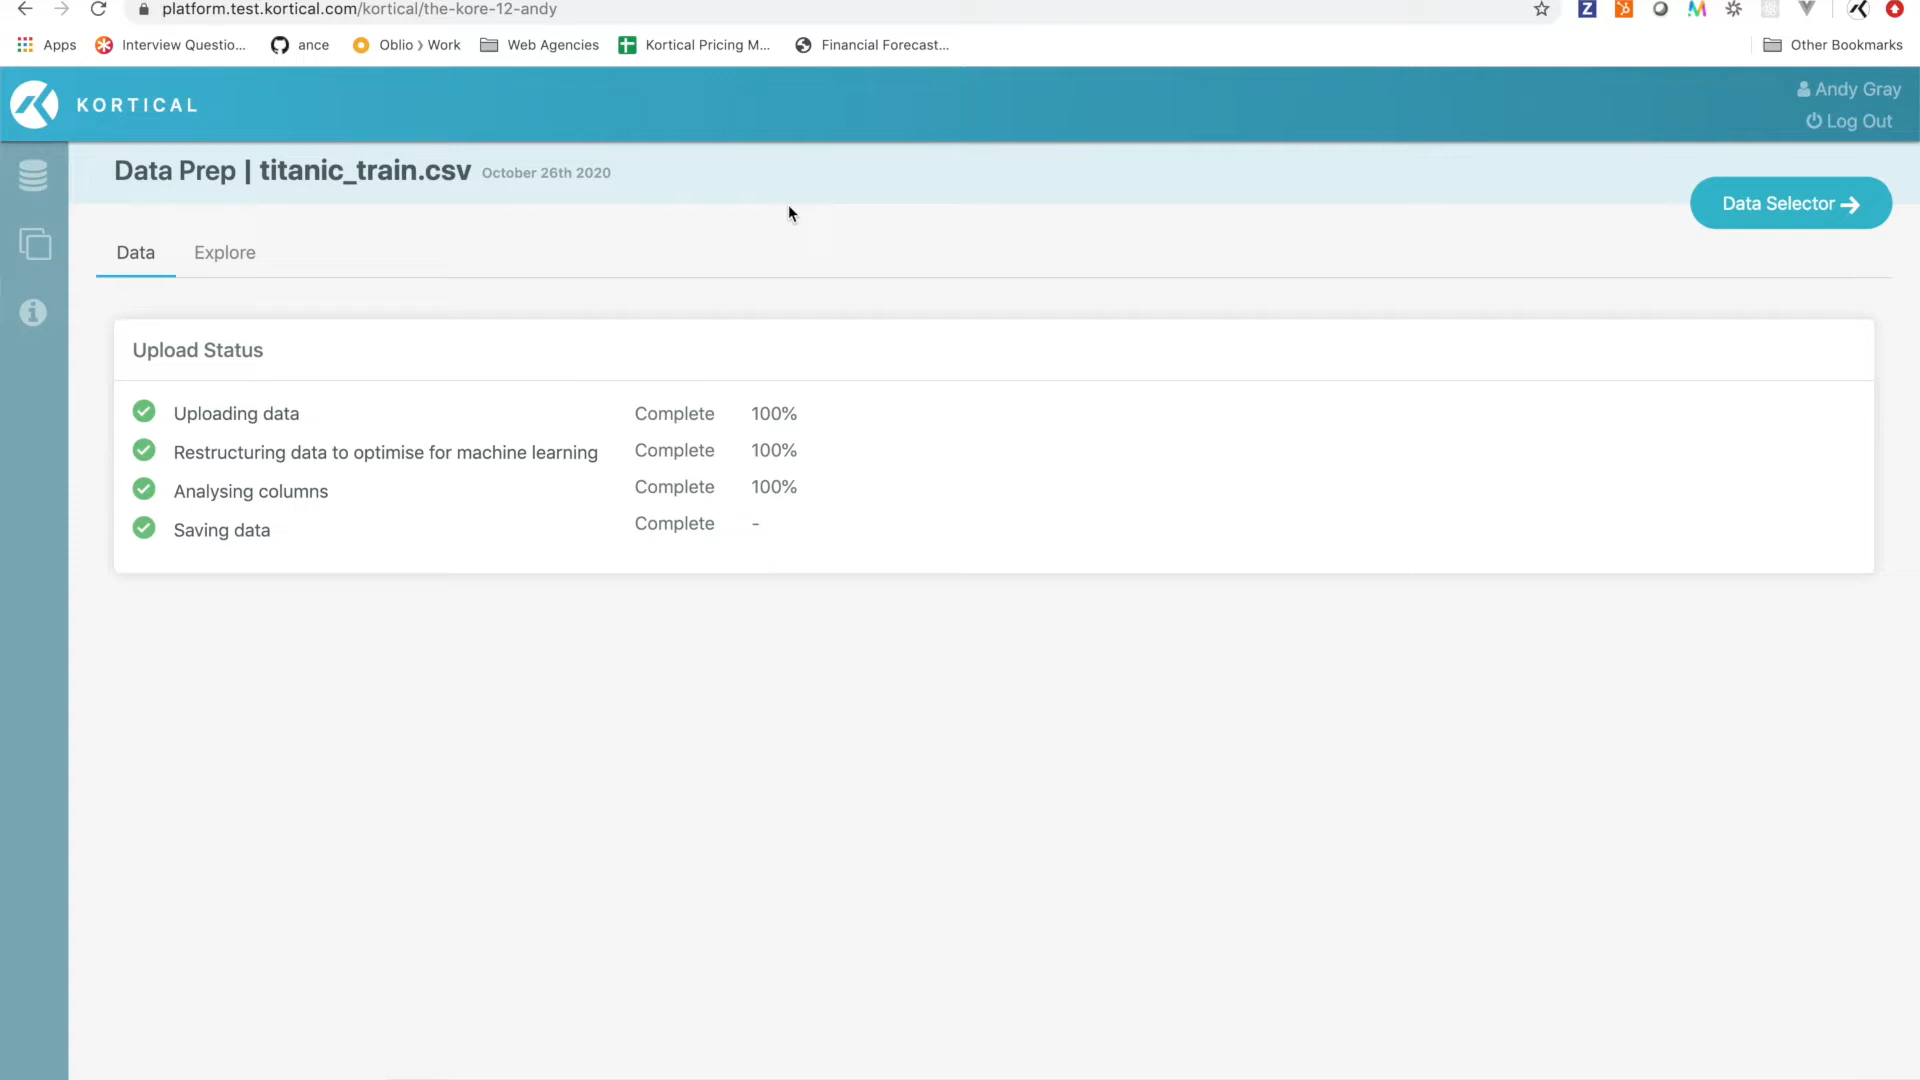 platform.test.kortical.com/kortical/the-kore-12-andy
Apps Interview Questio... ance Oblio › Work Web Agencies Kortical Pricing M... Financial Forecast... Other Bookmarks
KORTICAL
Andy Gray
Log Out
Data Prep | titanic_train.csv October 26th 2020
Data Selector →
Data Explore
Upload Status
Uploading data Complete 100%
Restructuring data to optimise for machine learning Complete 100%
Analysing columns Complete 100%
Saving data Complete -